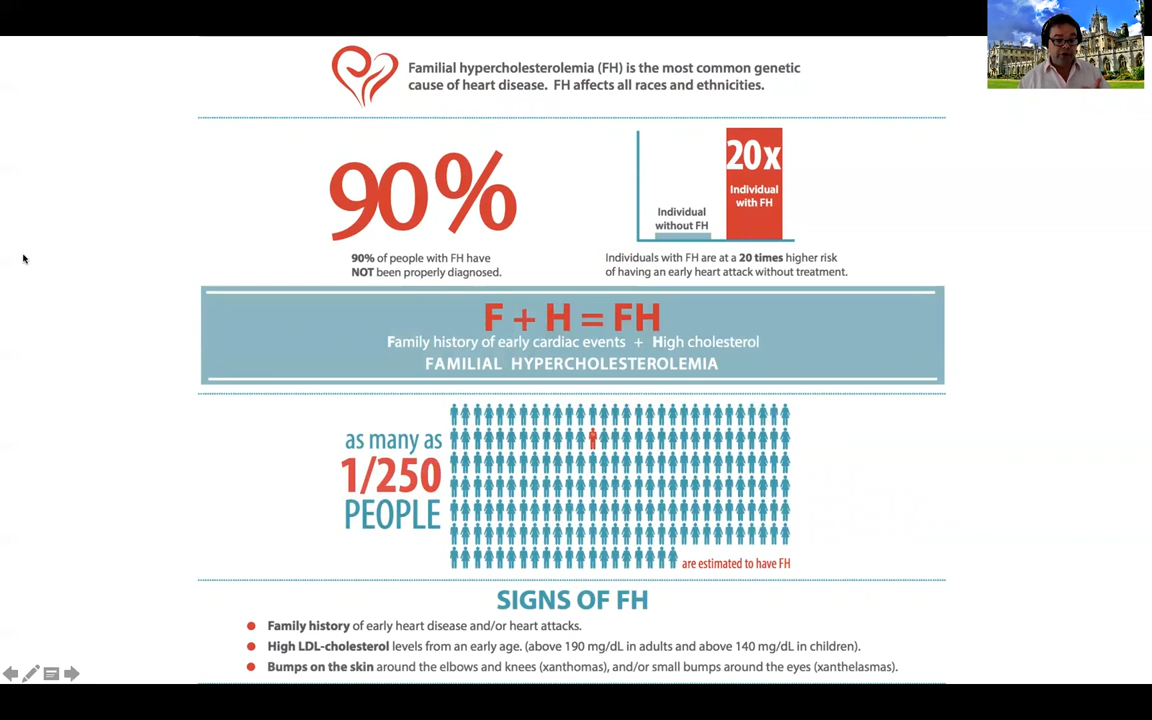 Familial hypercholesterolemia (FH) is the most common genetic
cause of heart disease. FH affects all races and ethnicities.
90%
90% of people with FH have
NOT been properly diagnosed.
20x
Individual
with FH
Individual
without FH
Individuals with FH are at a 20 times higher risk
of having an early heart attack without treatment.
F + H = FH
Family history of early cardiac events + High cholesterol
FAMILIAL HYPERCHOLESTEROLEMIA
as many as
1/250
PEOPLE
are estimated to have FH
SIGNS OF FH
Family history of early heart disease and/or heart attacks.
High LDL-cholesterol levels from an early age. (above 190 mg/dL in adults and above 140 mg/dL in children).
Bumps on the skin around the elbows and knees (xanthomas), and/or small bumps around the eyes (xanthelasmas).